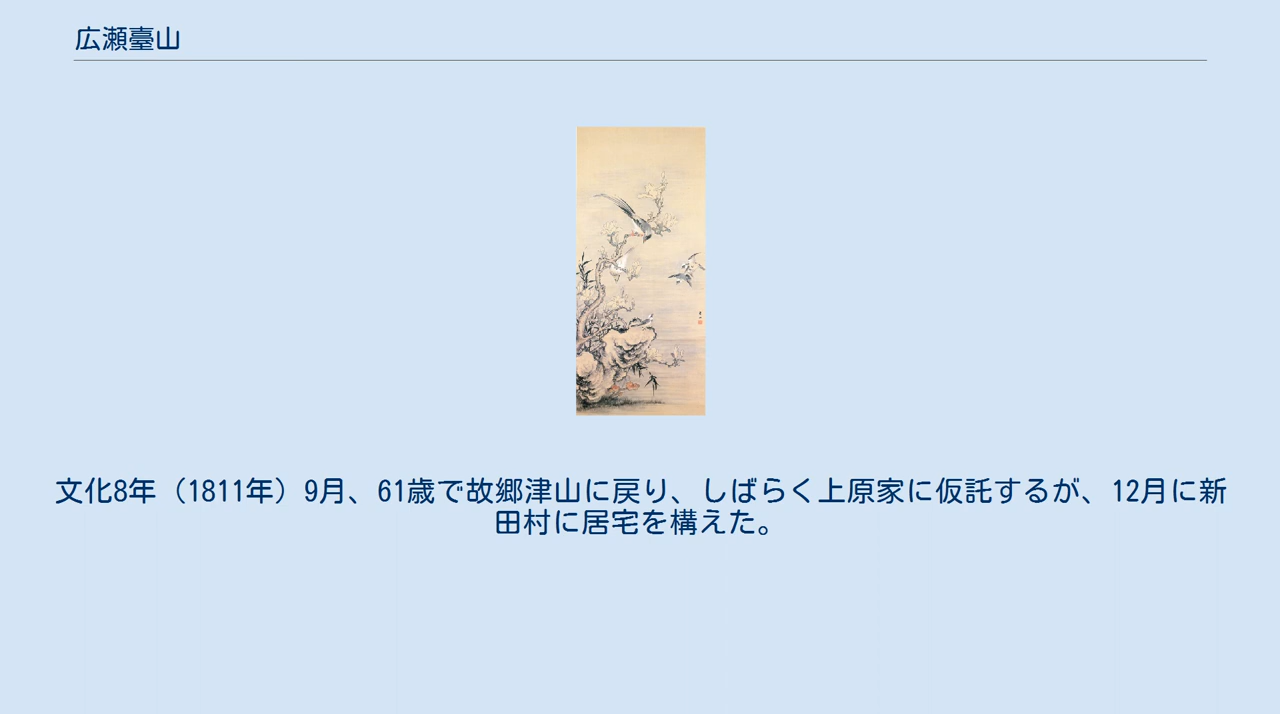 広瀬臺山
文化8年（1811年）9月、61歳で故郷津山に戻り、しばらく上原家に仮託するが、12月に新
田村に居宅を構えた。